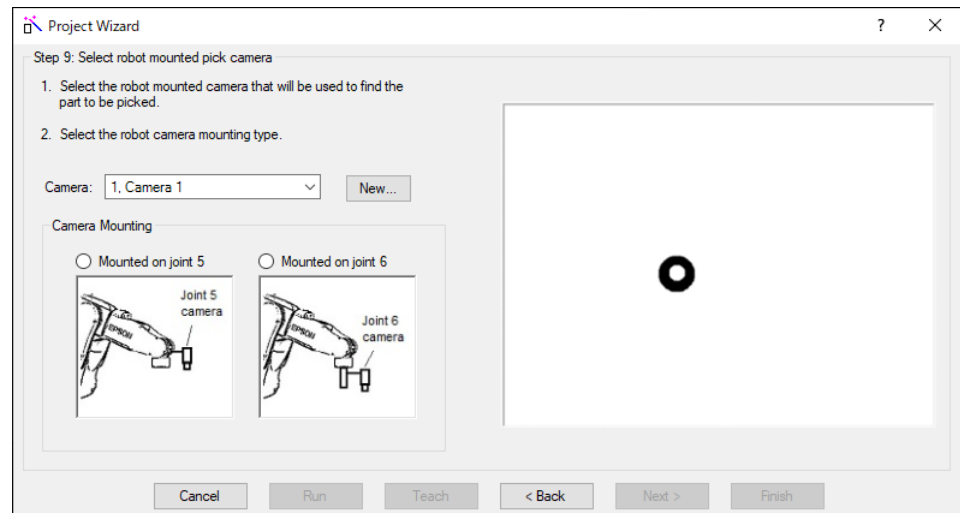 Project Wizard
?
Step 9: Select robot mounted pick camera
1. Select the robot mounted camera that will be used to find the
part to be picked.
2. Select the robot camera mounting type.
Camera: 1, Camera 1 New...
Camera Mounting
Mounted on joint 5 Mounted on joint 6
Joint 5
camera
EPSON
Joint 6
camera
EPSON
Cancel Run Teach < Back Next > Finish